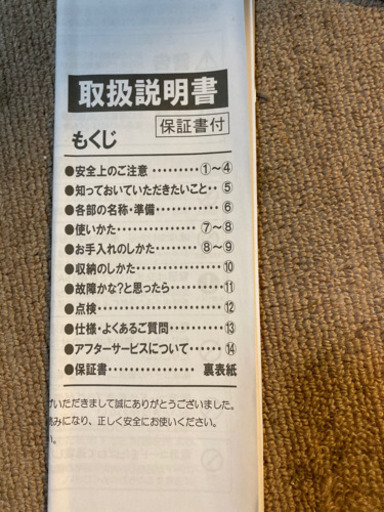 取扱説明書
保証書付
もくじ
●安全上のご注意・・・・・・・・・①〜④
●知っておいていただきたいこと・・⑤
●各部の名称・準備・・・・・・・・・・・⑥
●使いかた・・・・・・・・・・・・・・・⑦〜⑧
●お手入れのしかた・・・・・・・・・⑧〜⑨
●収納のしかた・・・・・・・・・・・・・・⑩
●故障かな?と思ったら・・・・・・・・⑪
●点検・・・・・・・・・・・・・・・・・・・・・⑫
●仕様・よくあるご質問・・・・・・・・⑬
●アフターサービスについて・・・・・⑭
●保証書・・・・・・・・・・・・・・・・裏表紙
いただきまして誠にありがとうございました。
になり、正しく安全にお使いください。